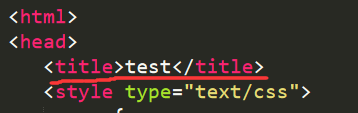 <html>
<head>
<title>test</title>
<style type="text/css">